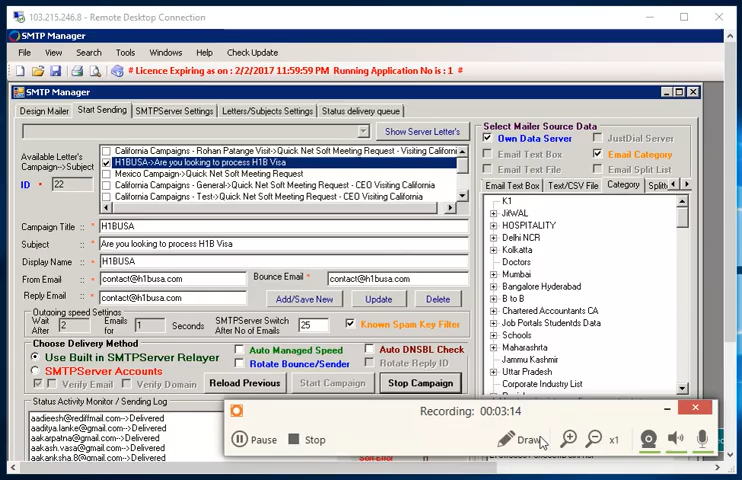 103.215.246.8 - Remote Desktop Connection
SMTP Manager
File View Search Tools Windows Help Check Update
# Licence Expiring as on : 2/2/2017 11:59:59 PM Running Application No is : 1 #
SMTP Manager
Design Mailer Start Sending SMTPServer Settings Letters/Subjects Settings Status delivery queue
Show Server Letter's
Available Letter's
Campaign->Subject
ID * 22
California Campaigns - Rohan Patange Visit->Quick Net Soft Meeting Request - Visiting Californi
H1BUSA->Are you looking to process H1B Visa
Mexico Campaign->Quick Net Soft Meeting Request
California Campaigns - General->Quick Net Soft Meeting Request - CEO Visiting California
California Campaigns - Test->Quick Net Soft Meeting Request - CEO Visiting California
Campaign Title :: * H1BUSA
Subject :: * Are you looking to process H1B Visa
Display Name :: * H1BUSA
From Email :: * contact@h1busa.com Bounce Email * contact@h1busa.com
Reply Email :: * contact@h1busa.com Add/Save New Update Delete
Outgoing speed Settings
Wait After 2 Emails for 1 Seconds SMTPServer Switch After No of Emails 25 Known Spam Key Filter
Choose Delivery Method
Use Built in SMTPServer Relayer
SMTPServer Accounts
Auto Managed Speed Auto DNSBL Check
Rotate Bounce/Sender Rotate Reply ID
Verify Email Verify Domain Reload Previous Start Campaign Stop Campaign
Status Activity Monitor / Sending Log
aadieesh@rediffmail.com-->Delivered
aaditya.lanke@gmail.com-->Delivered
aakarpatna@gmail.com-->Delivered
aakash.vasa@gmail.com-->Delivered
aakanksha.8@gmail.com-->Delivered
Select Mailer Source Data
Own Data Server JustDial Server
Email Text Box Email Category
Email Text File Email Split List
Email Text Box Text/CSV File Category Splitt
K1
JitWAL
HOSPITALITY
Delhi NCR
Kolkatta
Doctors
Mumbai
Bangalore Hyderabad
B to B
Chartered Accountants CA
Job Portals Studentds Data
Schools
Maharashtra
Jammu Kashmir
Uttar Pradesh
Corporate Industry List
Recording: 00:03:14
Pause Stop Draw x1